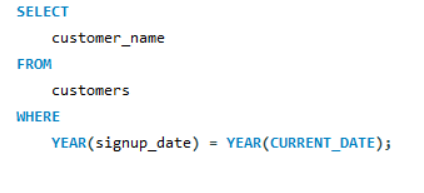 SELECT
    customer_name
FROM
    customers
WHERE
    YEAR(signup_date) = YEAR(CURRENT_DATE);